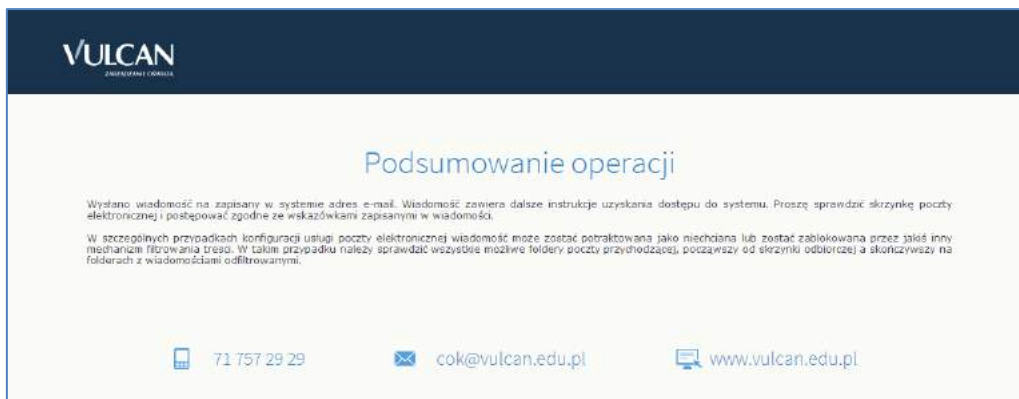 VULCAN
ZARZĄDZANIE OŚWIATĄ
Podsumowanie operacji
Wysłano wiadomość na zapisany w systemie adres e-mail. Wiadomość zawiera dalsze instrukcje uzyskania dostępu do systemu. Proszę sprawdzić skrzynkę poczty
elektronicznej i postępować zgodne ze wskazówkami zapisanymi w wiadomości.
W szczególnych przypadkach konfiguracji usługi poczty elektronicznej wiadomość może zostać potraktowana jako niechciana lub zostać zablokowana przez jakiś inny
mechanizm filtrowania treści. W takim przypadku należy sprawdzić wszystkie możliwe foldery poczty przychodzącej, począwszy od skrzynki odbiorczej a skończywszy na
folderach z wiadomościami odfiltrowanymi.
71 757 29 29
cok@vulcan.edu.pl
www.vulcan.edu.pl